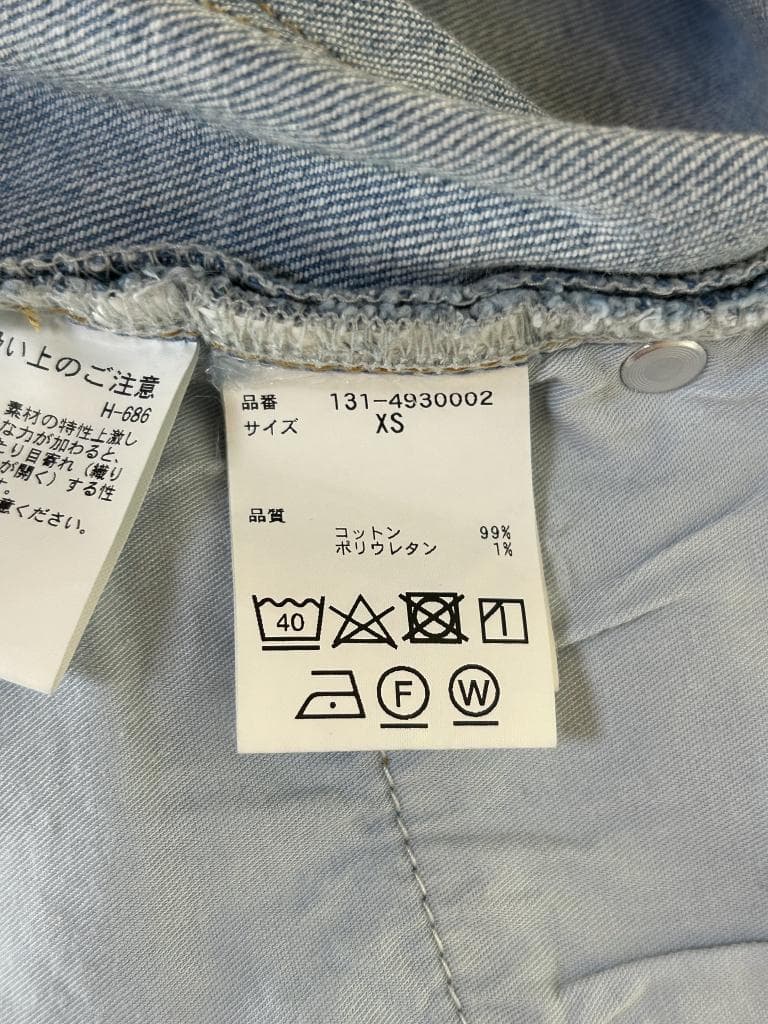 い上のご注意
H-686
素材の特性上激し
な力が加わると、
たり目寄れ（織り
が開く）する性
す。
意ください。
品番 131-4930002
サイズ XS
品質
コットン 99%
ポリウレタン 1%
40
F
W